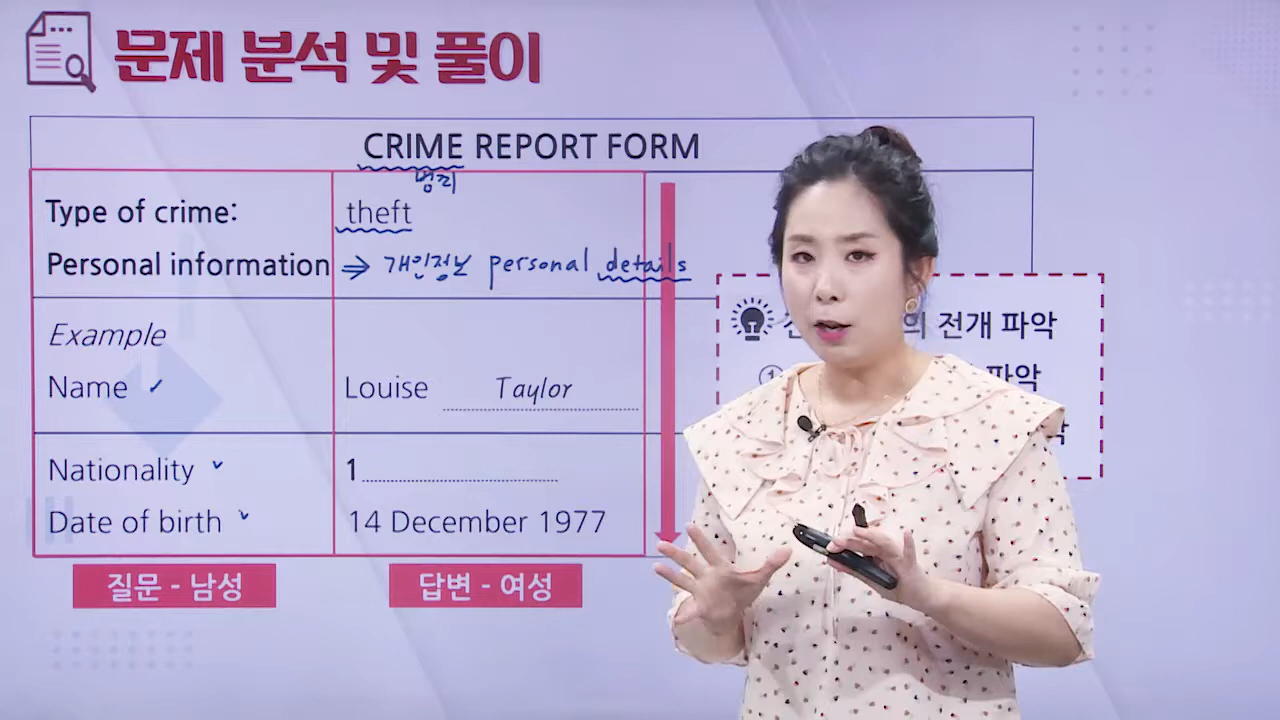 문제 분석 및 풀이
CRIME REPORT FORM
범죄
Type of crime: theft
Personal information ⇒ 개인정보 personal details
Example
Name ✓ Louise Taylor
Nationality ✓ 1
Date of birth ✓ 14 December 1977
질문 - 남성 답변 - 여성
의 전개 파악
① 파악